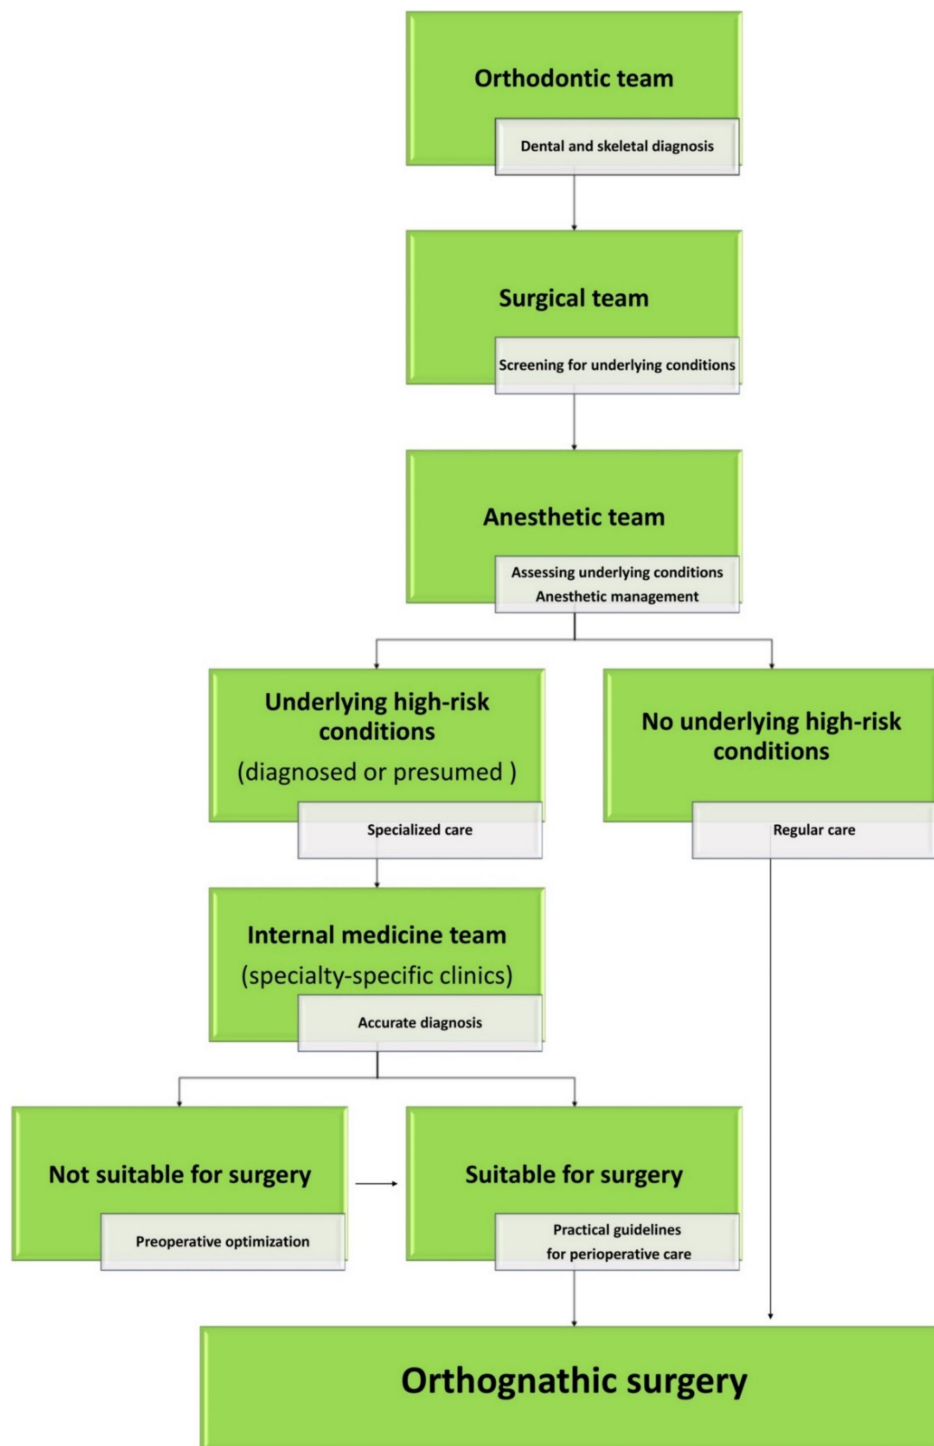 Orthodontic team
Dental and skeletal diagnosis
Surgical team
Screening for underlying conditions
Anesthetic team
Assessing underlying conditions
Anesthetic management
Underlying high-risk
conditions
(diagnosed or presumed )
Specialized care
No underlying high-risk
conditions
Regular care
Internal medicine team
(specialty-specific clinics)
Accurate diagnosis
Not suitable for surgery
Preoperative optimization
Suitable for surgery
Practical guidelines
for perioperative care
Orthognathic surgery